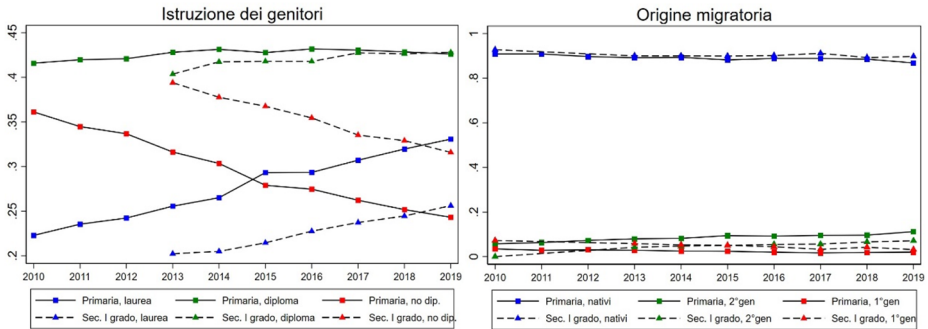 Istruzione dei genitori
.45
.4
.35
.3
.25
.2
2010 2011 2012 2013 2014 2015 2016 2017 2018 2019
Primaria, laurea Primaria, diploma Primaria, no dip.
Sec. I grado, laurea Sec. I grado, diploma Sec. I grado, no dip.
Origine migratoria
1
.8
.6
.4
.2
0
2010 2011 2012 2013 2014 2015 2016 2017 2018 2019
Primaria, nativi Primaria, 2°gen Primaria, 1°gen
Sec. I grado, nativi Sec. I grado, 2°gen Sec. I grado, 1°gen